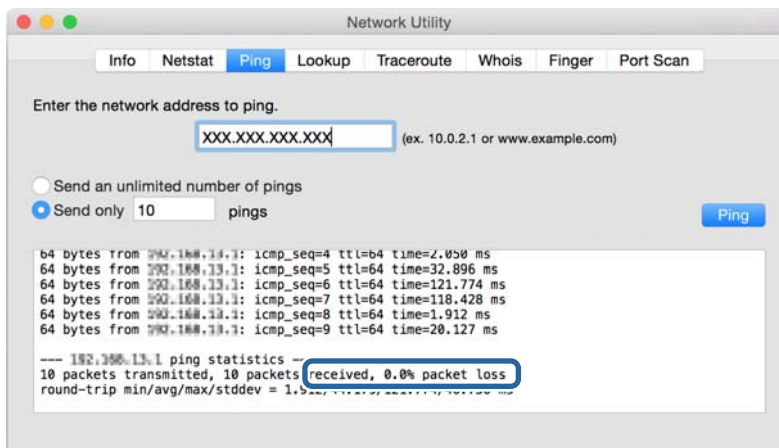 Network Utility
Info Netstat Ping Lookup Traceroute Whois Finger Port Scan
Enter the network address to ping.
XXX.XXX.XXX.XXX (ex. 10.0.2.1 or www.example.com)
Send an unlimited number of pings
Send only 10 pings
Ping
64 bytes from icmp_seq=4 ttl=64 time=2.050 ms
64 bytes from icmp_seq=5 ttl=64 time=32.896 ms
64 bytes from icmp_seq=6 ttl=64 time=121.774 ms
64 bytes from icmp_seq=7 ttl=64 time=118.428 ms
64 bytes from icmp_seq=8 ttl=64 time=1.912 ms
64 bytes from icmp_seq=9 ttl=64 time=20.127 ms
--- ping statistics
10 packets transmitted, 10 packets received, 0.0% packet loss
round-trip min/avg/max/stddev = ms